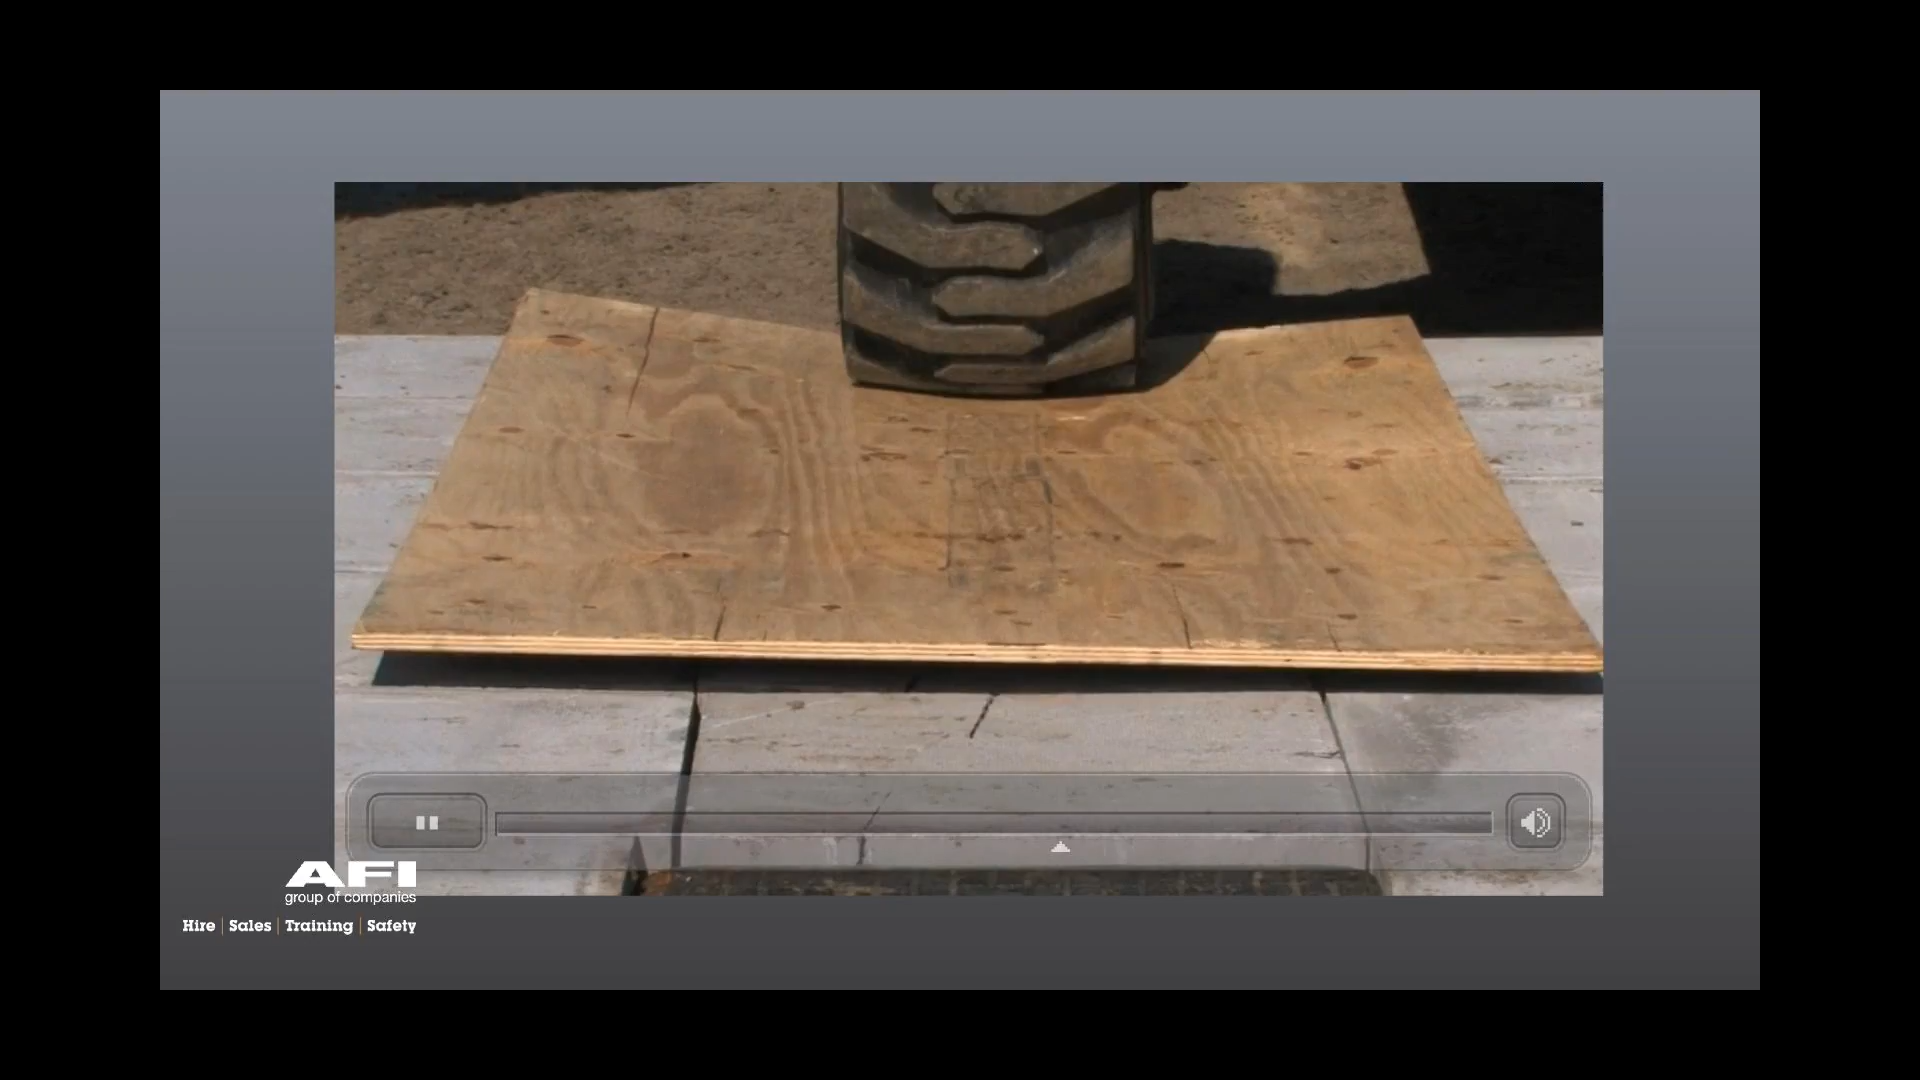 AFI
group of companies
Hire | Sales | Training | Safety